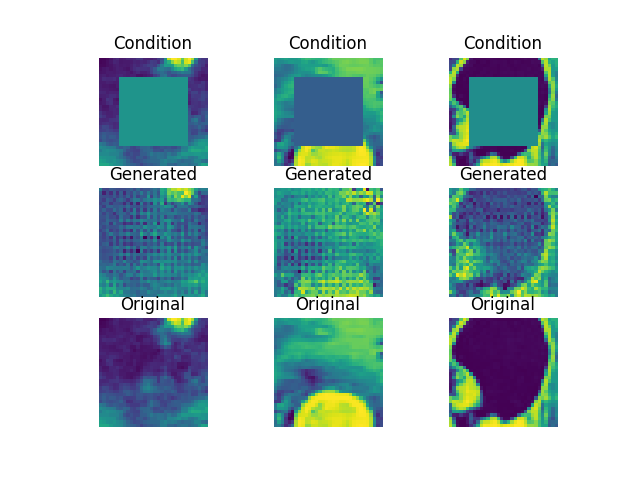 Condition Condition Condition
Generated Generated Generated
Original Original Original